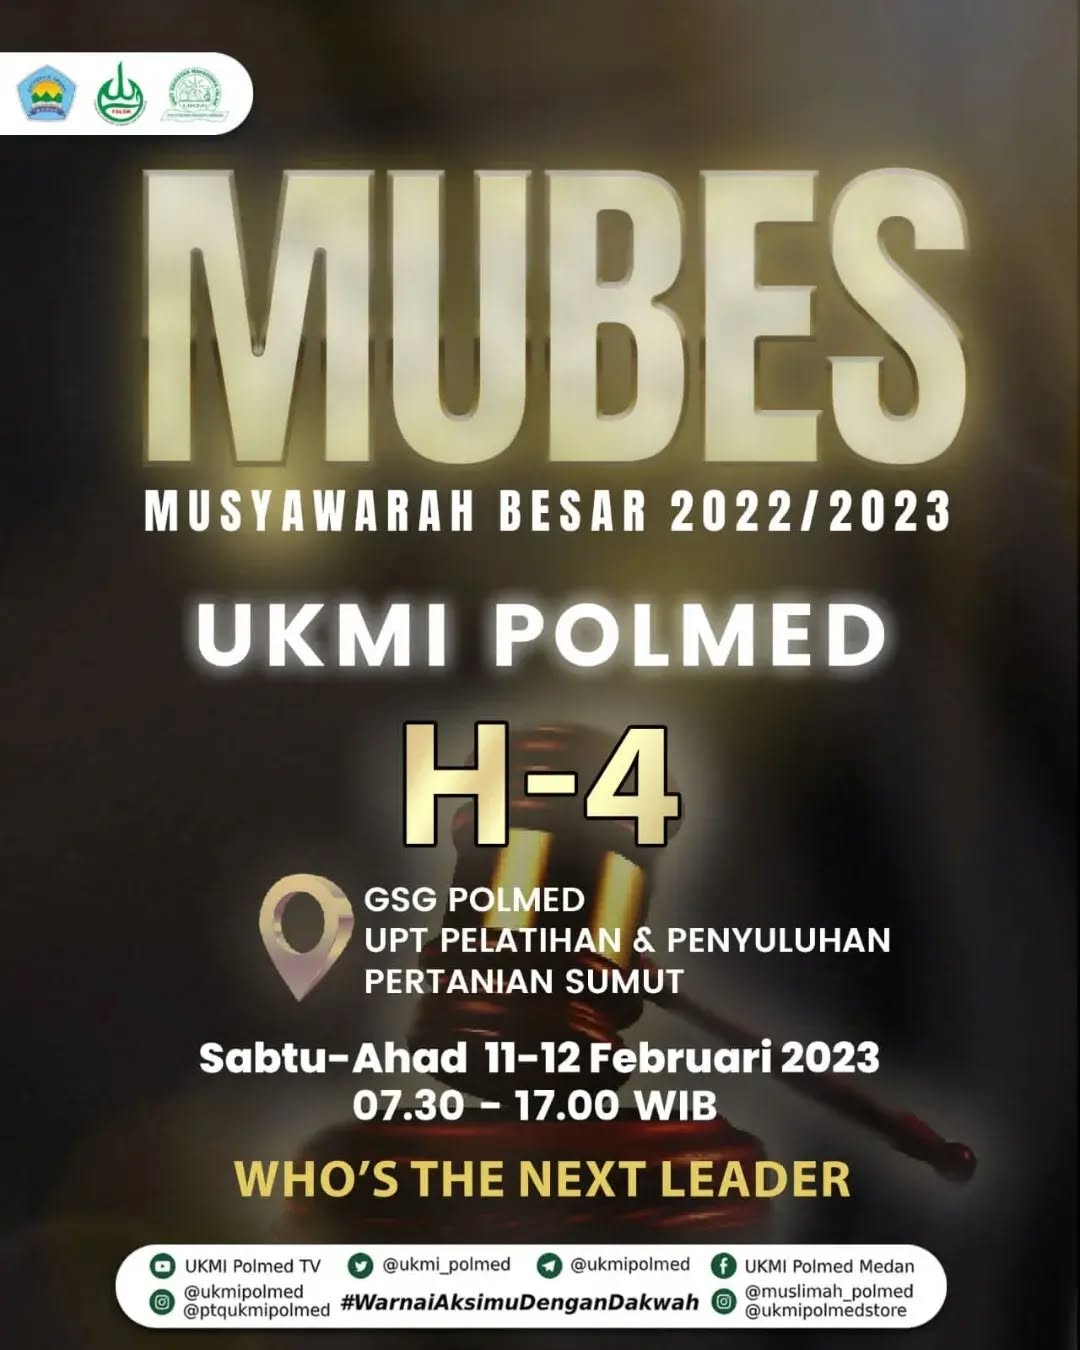 MUBES
MUSYAWARAH BESAR 2022/2023
UKMI POLMED
H-4
GSG POLMED
UPT PELATIHAN & PENYULUHAN
PERTANIAN SUMUT
Sabtu-Ahad 11-12 Februari 2023
07.30 - 17.00 WIB
WHO'S THE NEXT LEADER
UKMI Polmed TV @ukmi_polmed @ukmipolmed UKMI Polmed Medan
@ukmipolmed
@ptqukmipolmed
#WarnaiAksimuDenganDakwah
@muslimah_polmed
@ukmipolmedstore